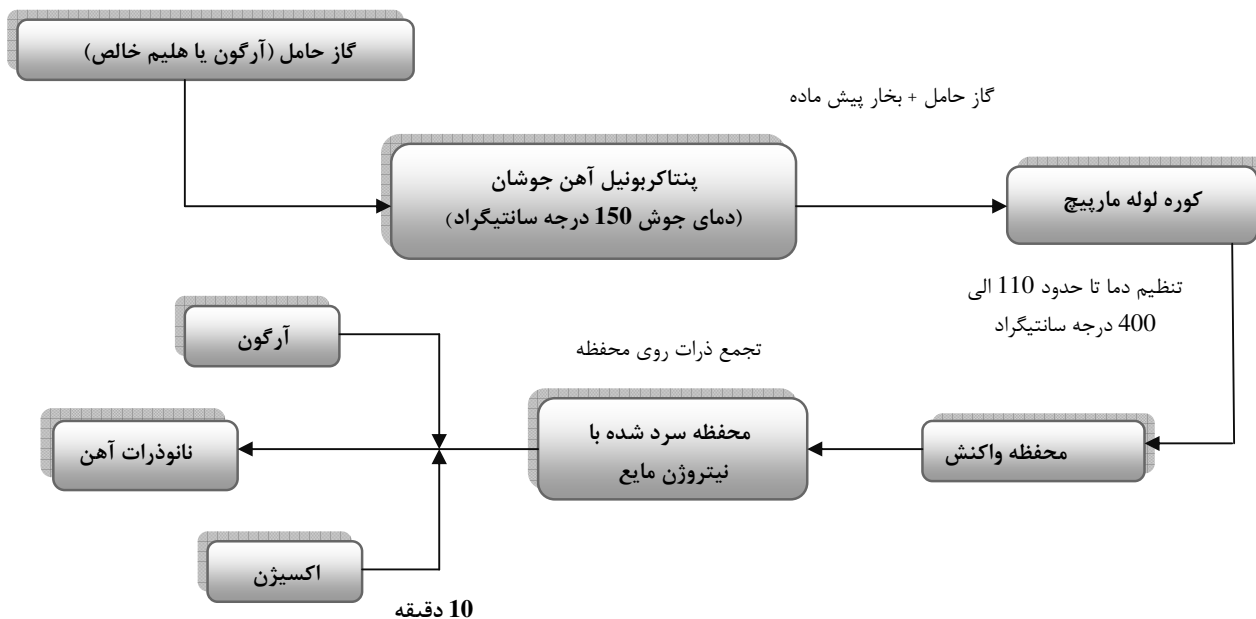 گاز حامل (آرگون یا هلیم خالص)
گاز حامل + بخار پیش ماده
پنتاکربونیل آهن جوشان
(دمای جوش 150 درجه سانتیگراد)
کوره لوله مارپیچ
تنظیم دما تا حدود 110 الی
400 درجه سانتیگراد
آرگون
تجمع ذرات روی محفظه
نانوذرات آهن
محفظه سرد شده با
نیتروژن مایع
محفظه واکنش
اکسیژن
10 دقیقه